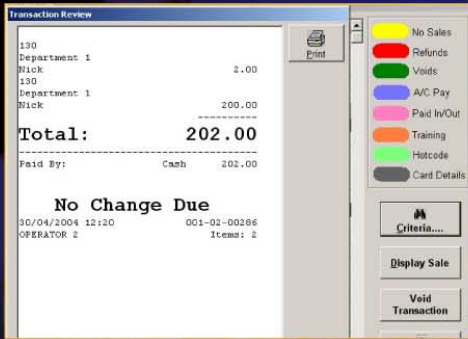 Transaction Review
130
Department 1
Nick 2.00
130
Department 1
Nick 200.00
----------
Total: 202.00
Paid By: Cash 202.00
No Change Due
30/04/2004 12:20 001-02-00286
OPERATOR 2 Items: 2
Print
No Sales
Refunds
Voids
A/C Pay
Paid In/Out
Training
Hotcode
Card Details
Criteria....
Display Sale
Void
Transaction